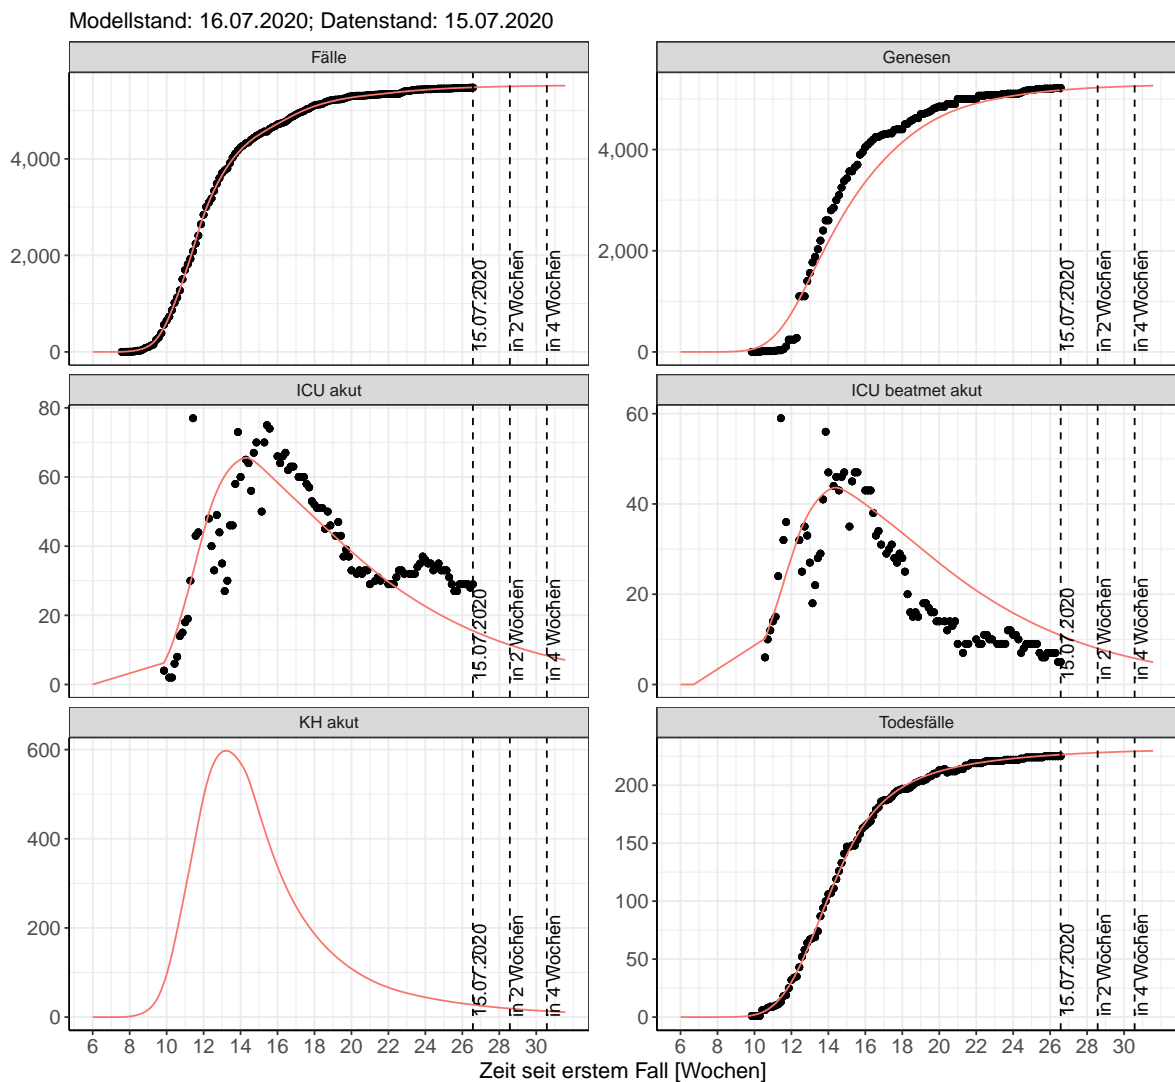 Modellstand: 16.07.2020; Datenstand: 15.07.2020
Fälle
Genesen
4,000
2,000
0
15.07.2020
in 2 Wochen
in 4 Wochen
4,000
2,000
0
15.07.2020
in 2 Wochen
in 4 Wochen
ICU akut
ICU beatmet akut
80
60
40
20
0
15.07.2020
in 2 Wochen
in 4 Wochen
60
40
20
0
15.07.2020
in 2 Wochen
in 4 Wochen
KH akut
Todesfälle
600
400
200
0
15.07.2020
in 2 Wochen
in 4 Wochen
200
150
100
50
0
15.07.2020
in 2 Wochen
in 4 Wochen
6 8 10 12 14 16 18 20 22 24 26 28 30
6 8 10 12 14 16 18 20 22 24 26 28 30
Zeit seit erstem Fall [Wochen]